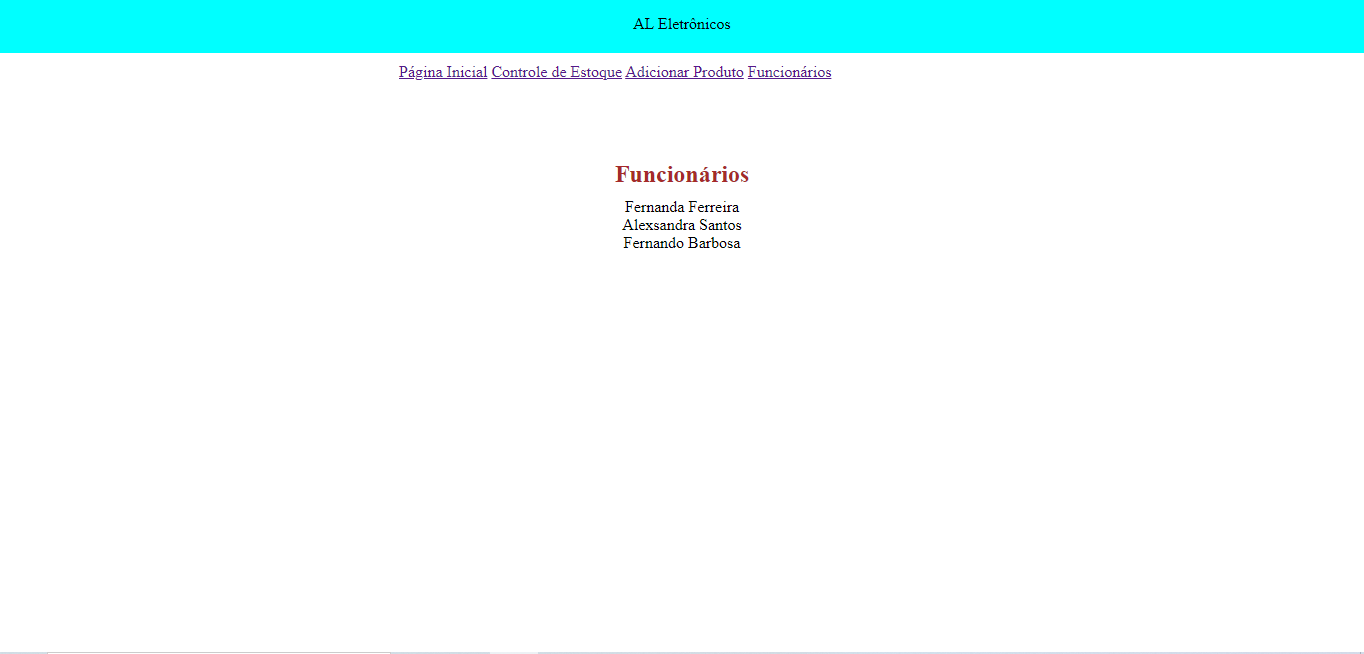 AL Eletrônicos
Página Inicial Controle de Estoque Adicionar Produto Funcionários
Funcionários
Fernanda Ferreira
Alexsandra Santos
Fernando Barbosa